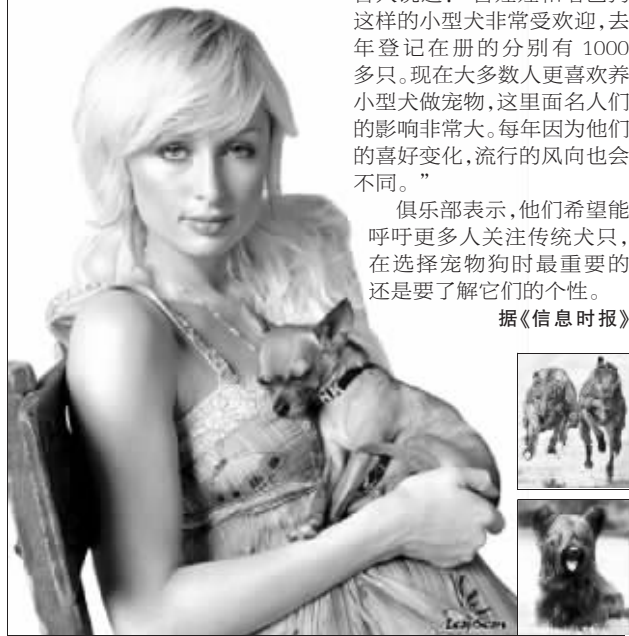 这样的小型犬非常受欢迎，去
年登记在册的分别有 1000
多只。现在大多数人更喜欢养
小型犬做宠物，这里面名人们
的影响非常大。每年因为他们
的喜好变化，流行的风向也会
不同。”
俱乐部表示，他们希望能
呼吁更多人关注传统犬只，
在选择宠物狗时最重要的
还是要了解它们的个性。
据《信息时报》